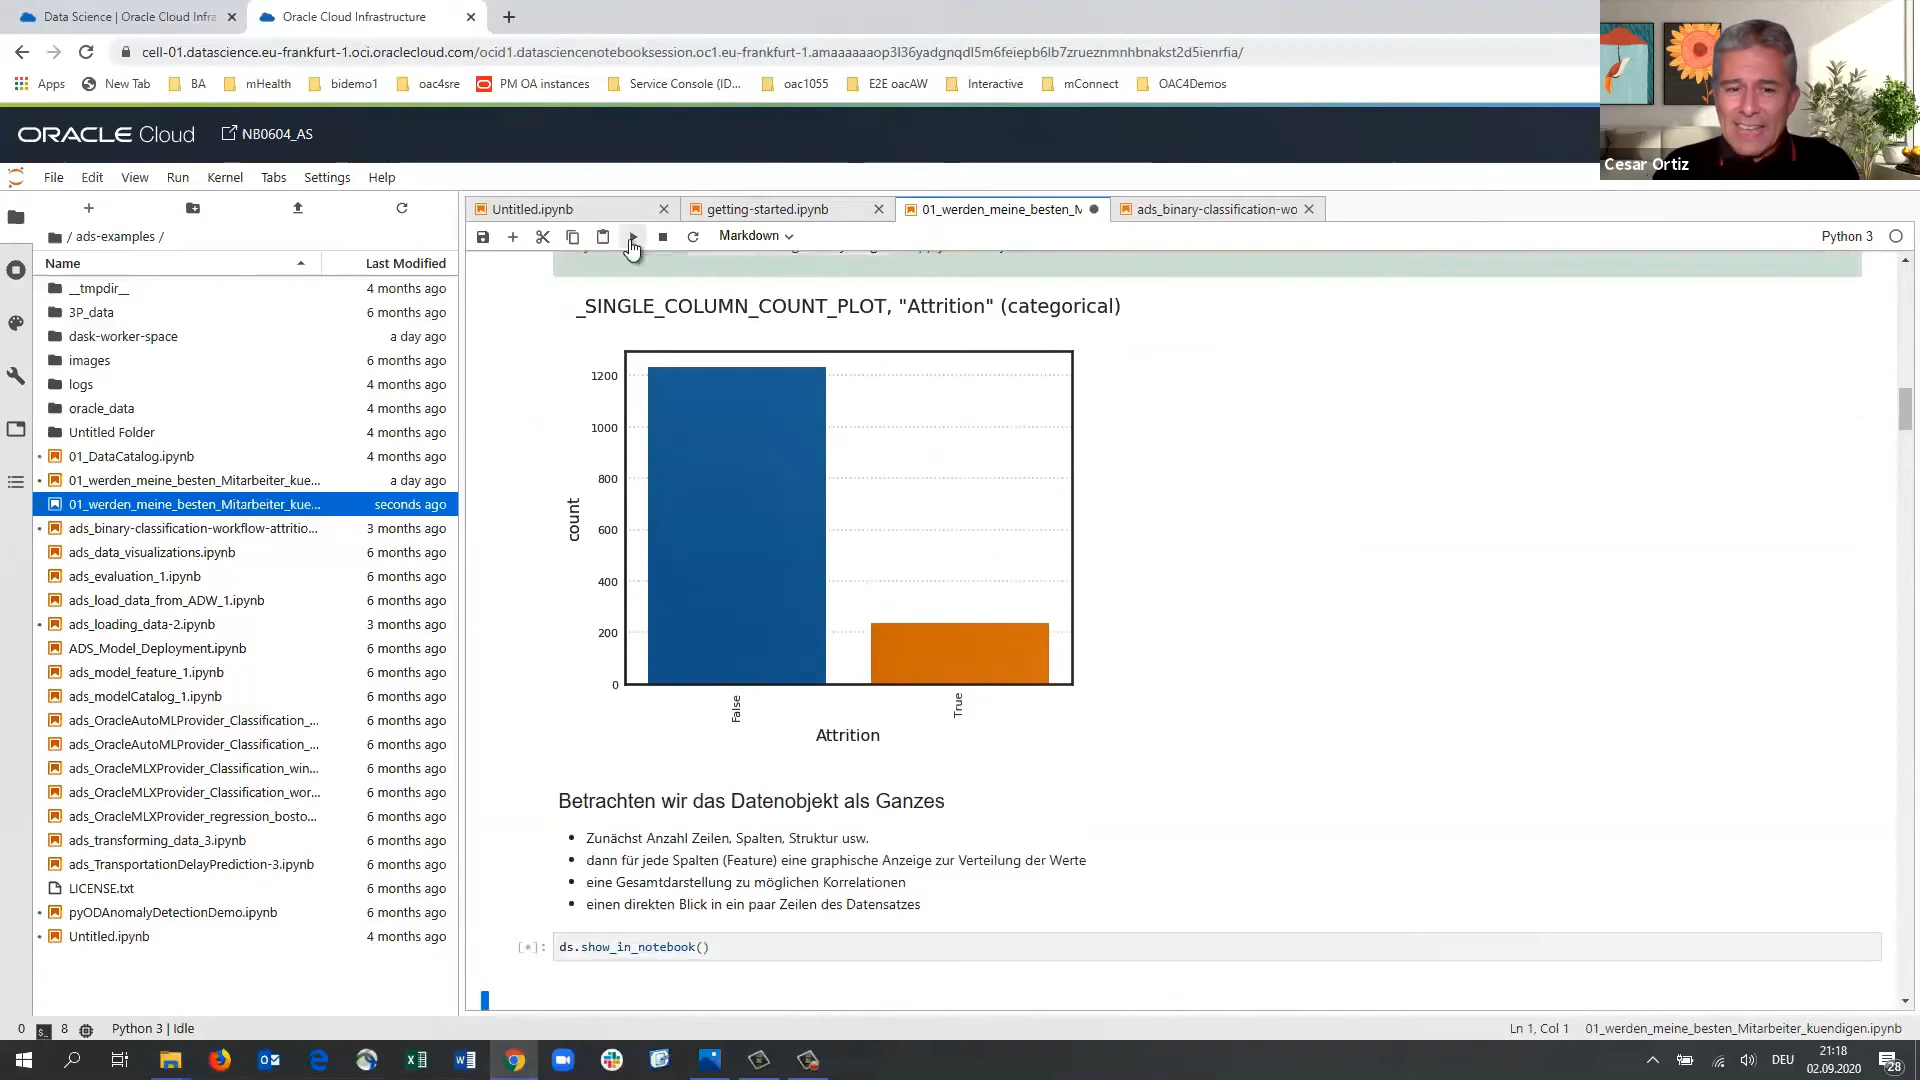 Data Science | Oracle Cloud Infra
Oracle Cloud Infrastructure
cell-01.datascience.eu-frankfurt-1.oci.oraclecloud.com/ocid1.datasciencenotebooksession.oc1.eu-frankfurt-1.amaaaaaaop3l36yadgnqdl5m6feiepb6lb7zrueznmnhbnakst2d5ienrfia/
Apps New Tab BA mHealth bidemo1 oac4sre PM OA instances Service Console (ID... oac1055 E2E oacAW Interactive mConnect OAC4Demos
ORACLE Cloud NB0604_AS
Cesar Ortiz
File Edit View Run Kernel Tabs Settings Help
Untitled.ipynb getting-started.ipynb 01_werden_meine_besten_M ads_binary-classification-wo
Markdown Python 3
/ ads-examples /
Name Last Modified
__tmpdir__ 4 months ago
3P_data 6 months ago
dask-worker-space a day ago
images 6 months ago
logs 4 months ago
oracle_data 4 months ago
Untitled Folder 4 months ago
01_DataCatalog.ipynb 4 months ago
01_werden_meine_besten_Mitarbeiter_kue... a day ago
01_werden_meine_besten_Mitarbeiter_kue... seconds ago
ads_binary-classification-workflow-attritio... 3 months ago
ads_data_visualizations.ipynb 6 months ago
ads_evaluation_1.ipynb 6 months ago
ads_load_data_from_ADW_1.ipynb 6 months ago
ads_loading_data-2.ipynb 3 months ago
ADS_Model_Deployment.ipynb 6 months ago
ads_model_feature_1.ipynb 6 months ago
ads_modelCatalog_1.ipynb 6 months ago
ads_OracleAutoMLProvider_Classification_... 6 months ago
ads_OracleAutoMLProvider_Classification_... 6 months ago
ads_OracleMLXProvider_Classification_win... 6 months ago
ads_OracleMLXProvider_Classification_wor... 6 months ago
ads_OracleMLXProvider_regression_bosto... 6 months ago
ads_transforming_data_3.ipynb 6 months ago
ads_TransportationDelayPrediction-3.ipynb 6 months ago
LICENSE.txt 6 months ago
pyODAnomalyDetectionDemo.ipynb 6 months ago
Untitled.ipynb 4 months ago
_SINGLE_COLUMN_COUNT_PLOT, "Attrition" (categorical)
1200
1000
800
600
400
200
0
count
False True
Attrition
Betrachten wir das Datenobjekt als Ganzes
• Zunächst Anzahl Zeilen, Spalten, Struktur usw.
• dann für jede Spalten (Feature) eine graphische Anzeige zur Verteilung der Werte
• eine Gesamtdarstellung zu möglichen Korrelationen
• einen direkten Blick in ein paar Zeilen des Datensatzes
[*]: ds.show_in_notebook()
0 8 Python 3 | Idle Ln 1, Col 1 01_werden_meine_besten_Mitarbeiter_kuendigen.ipynb
DEU 21:18
02.09.2020 28